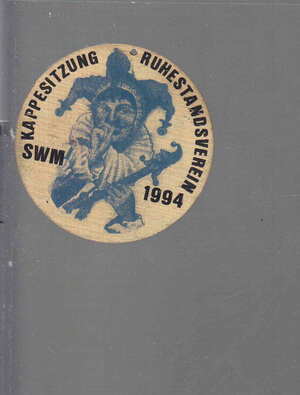 KAPPESITZUNG
RUHESTANDSVEREIN
SWM
1994